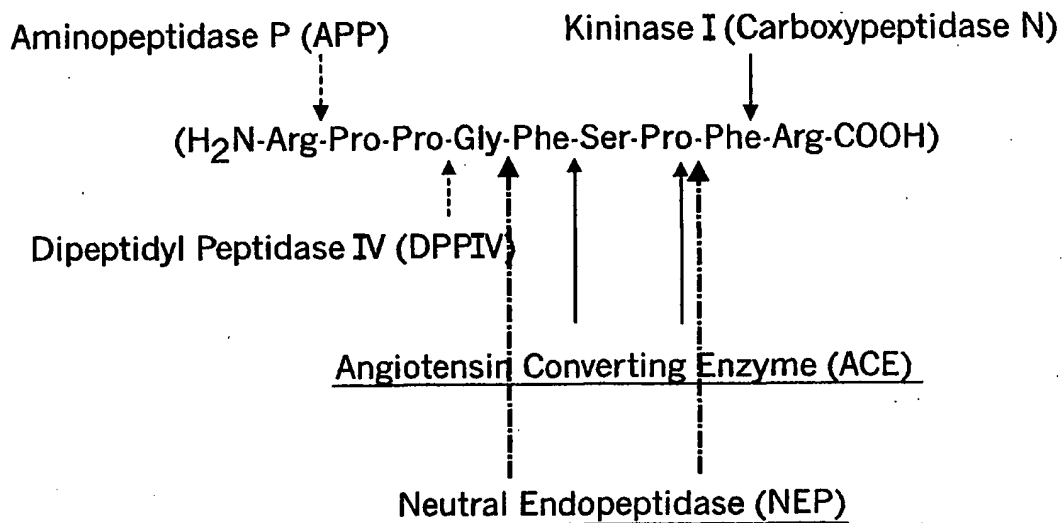 Aminopeptidase P (APP)
Kininase I (Carboxypeptidase N)
(H₂N-Arg-Pro-Pro-Gly-Phe-Ser-Pro-Phe-Arg-COOH)
Dipeptidyl Peptidase IV (DPPIV)
Angiotensin Converting Enzyme (ACE)
Neutral Endopeptidase (NEP)